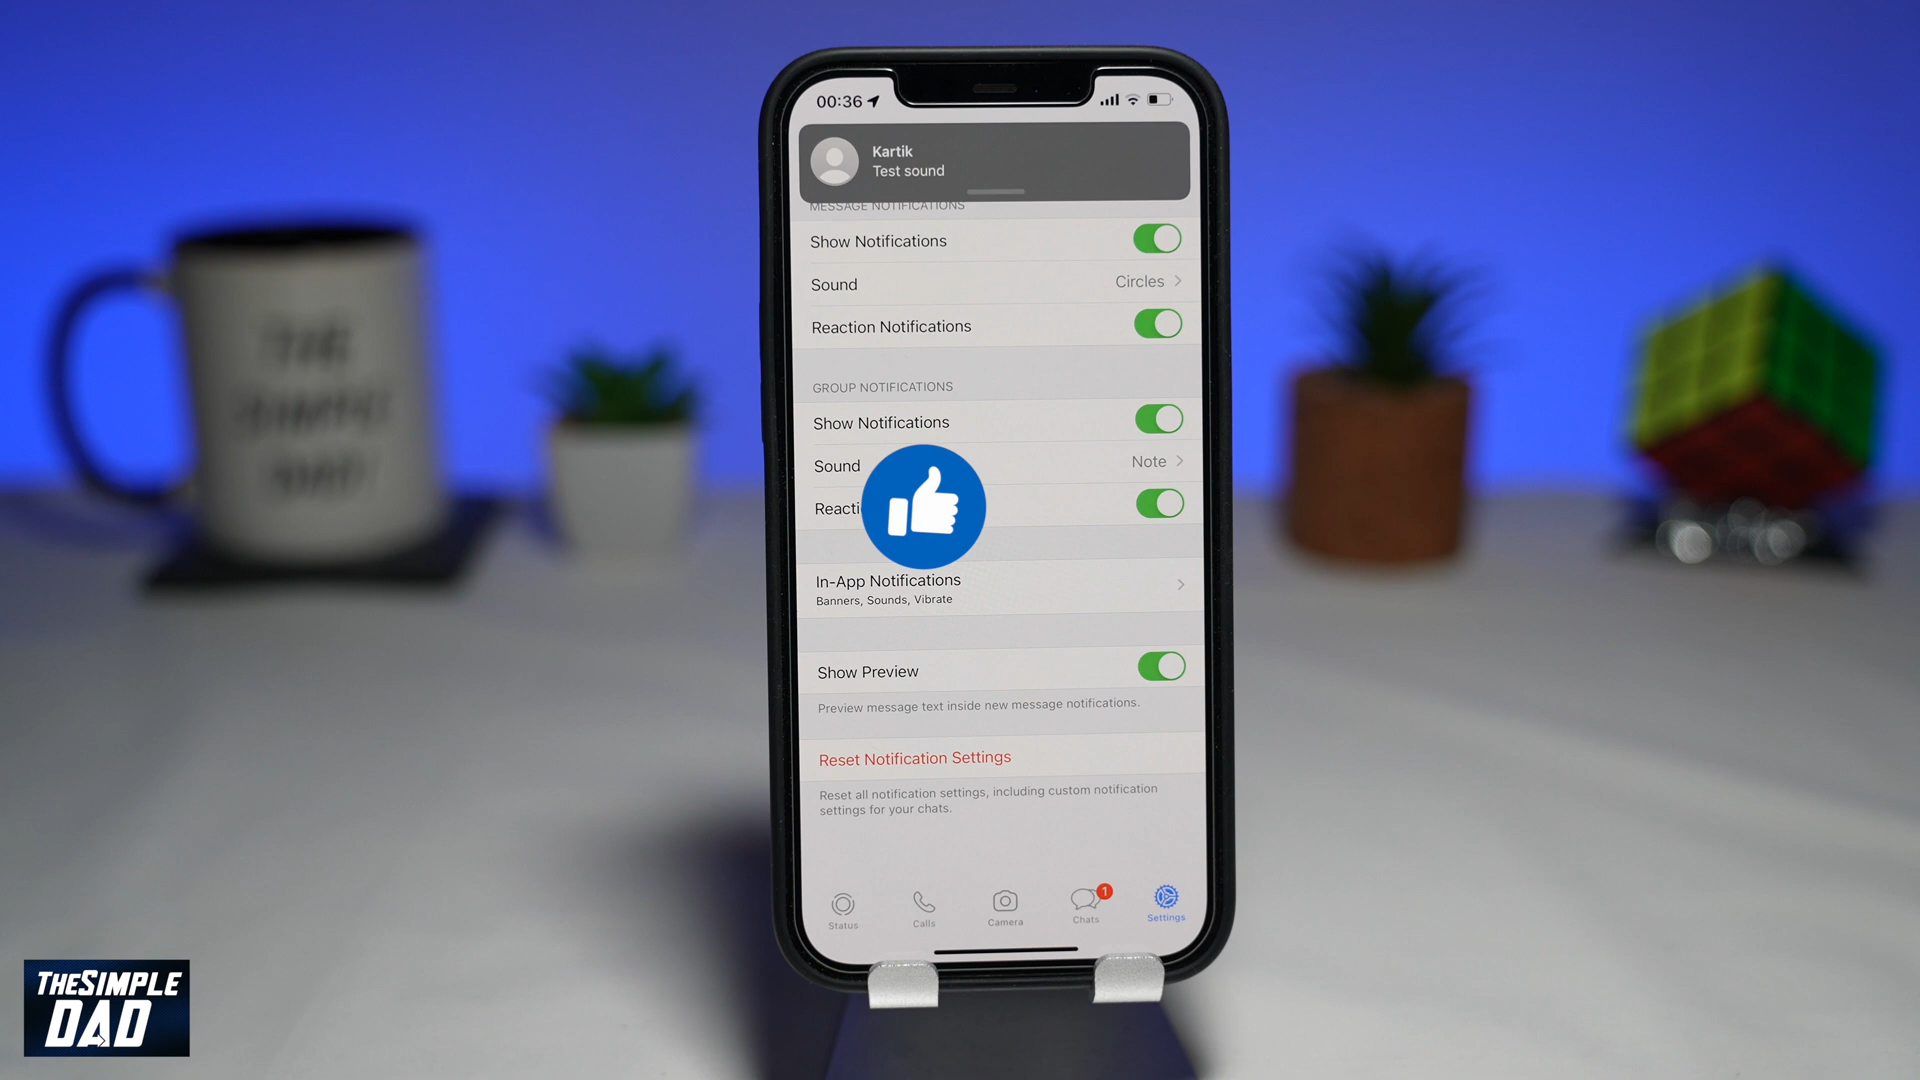 00:36
Kartik
Test sound
MESSAGE NOTIFICATIONS
Show Notifications
Sound Circles
Reaction Notifications
GROUP NOTIFICATIONS
Show Notifications
Sound Note
Reacti
In-App Notifications
Banners, Sounds, Vibrate
Show Preview
Preview message text inside new message notifications.
Reset Notification Settings
Reset all notification settings, including custom notification
settings for your chats.
1
Status Calls Camera Chats Settings
THE
SIMPLE
DAD
THESIMPLE
DAD